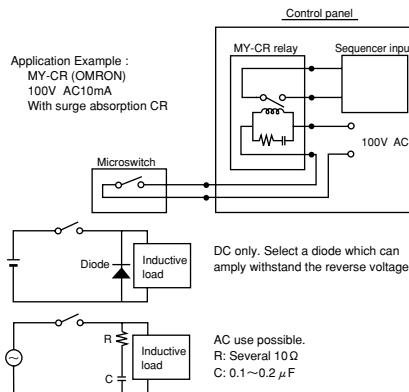 Control panel
Application Example :
MY-CR (OMRON)
100V AC10mA
With surge absorption CR
MY-CR relay
Sequencer input
100V AC
Microswitch
Diode
Inductive
load
DC only. Select a diode which can
amply withstand the reverse voltage
R
C
Inductive
load
AC use possible.
R: Several 10Ω
C: 0.1～0.2 μF